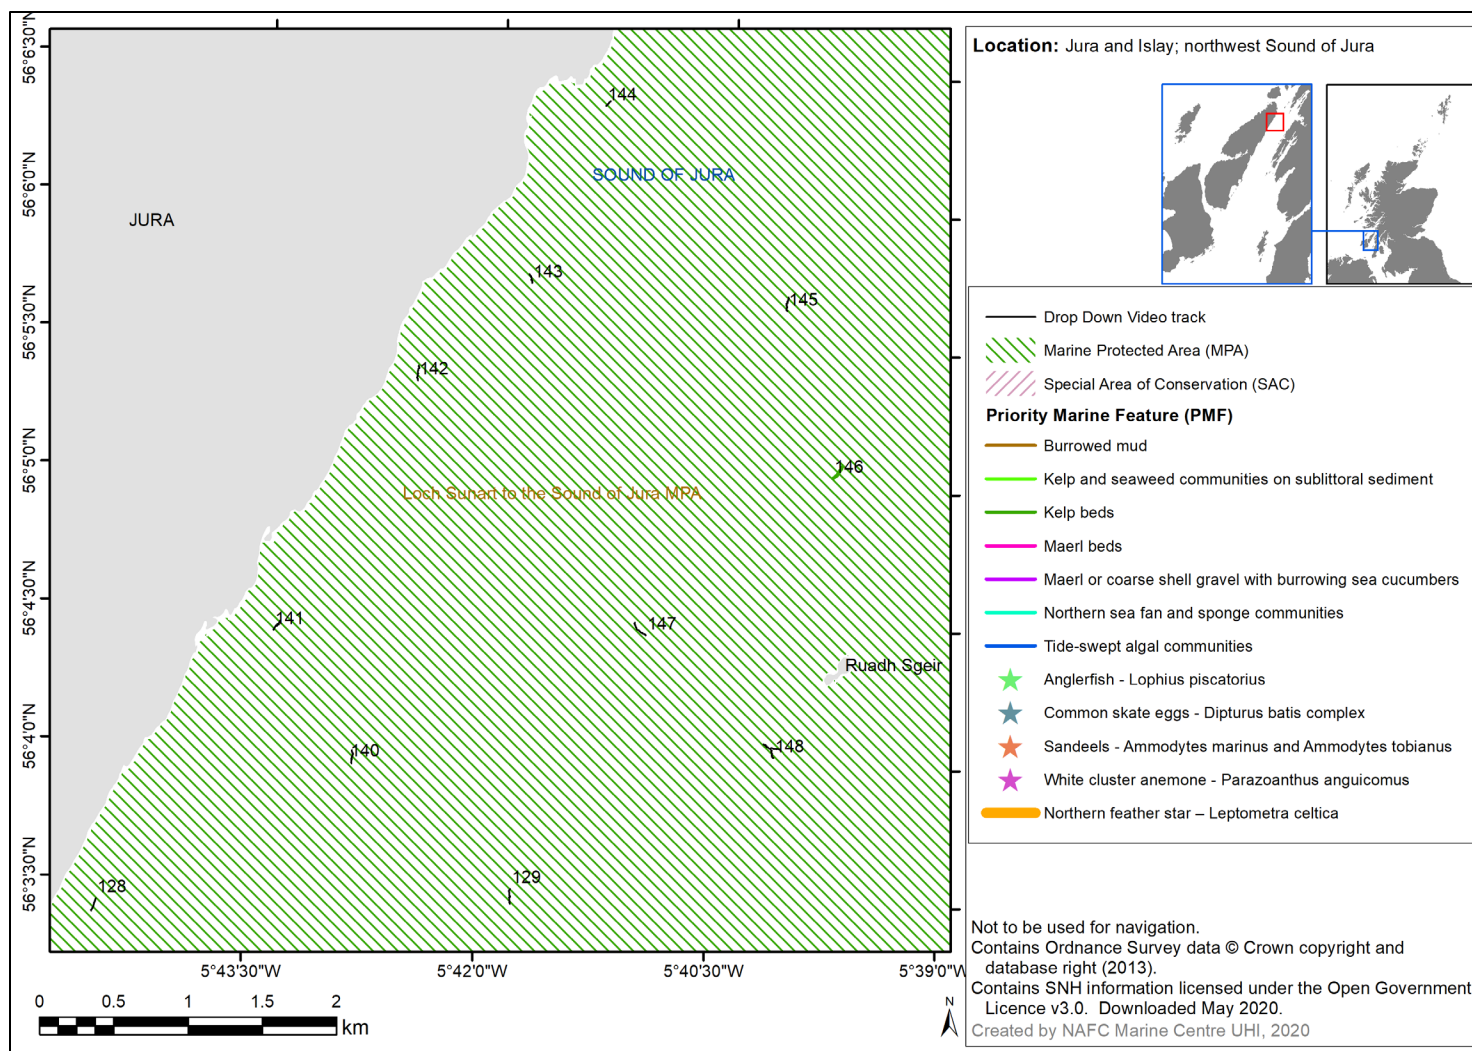 56°6'30"N
56°6'0"N
56°5'30"N
56°5'0"N
56°4'30"N
56°4'0"N
56°3'30"N
144
SOUND OF JURA
JURA
143
145
142
146
Loch Sunart to the Sound of Jura MPA
141
147
Ruadh Sgeir
140
148
128
129
5°43'30"W
5°42'0"W
5°40'30"W
5°39'0"W
0 0.5 1 1.5 2
km
N
Location: Jura and Islay; northwest Sound of Jura
Drop Down Video track
Marine Protected Area (MPA)
Special Area of Conservation (SAC)
Priority Marine Feature (PMF)
Burrowed mud
Kelp and seaweed communities on sublittoral sediment
Kelp beds
Maerl beds
Maerl or coarse shell gravel with burrowing sea cucumbers
Northern sea fan and sponge communities
Tide-swept algal communities
Anglerfish - Lophius piscatorius
Common skate eggs - Dipturus batis complex
Sandeels - Ammodytes marinus and Ammodytes tobianus
White cluster anemone - Parazoanthus anguicomus
Northern feather star – Leptometra celtica
Not to be used for navigation.
Contains Ordnance Survey data © Crown copyright and
database right (2013).
Contains SNH information licensed under the Open Government
Licence v3.0. Downloaded May 2020.
Created by NAFC Marine Centre UHI, 2020